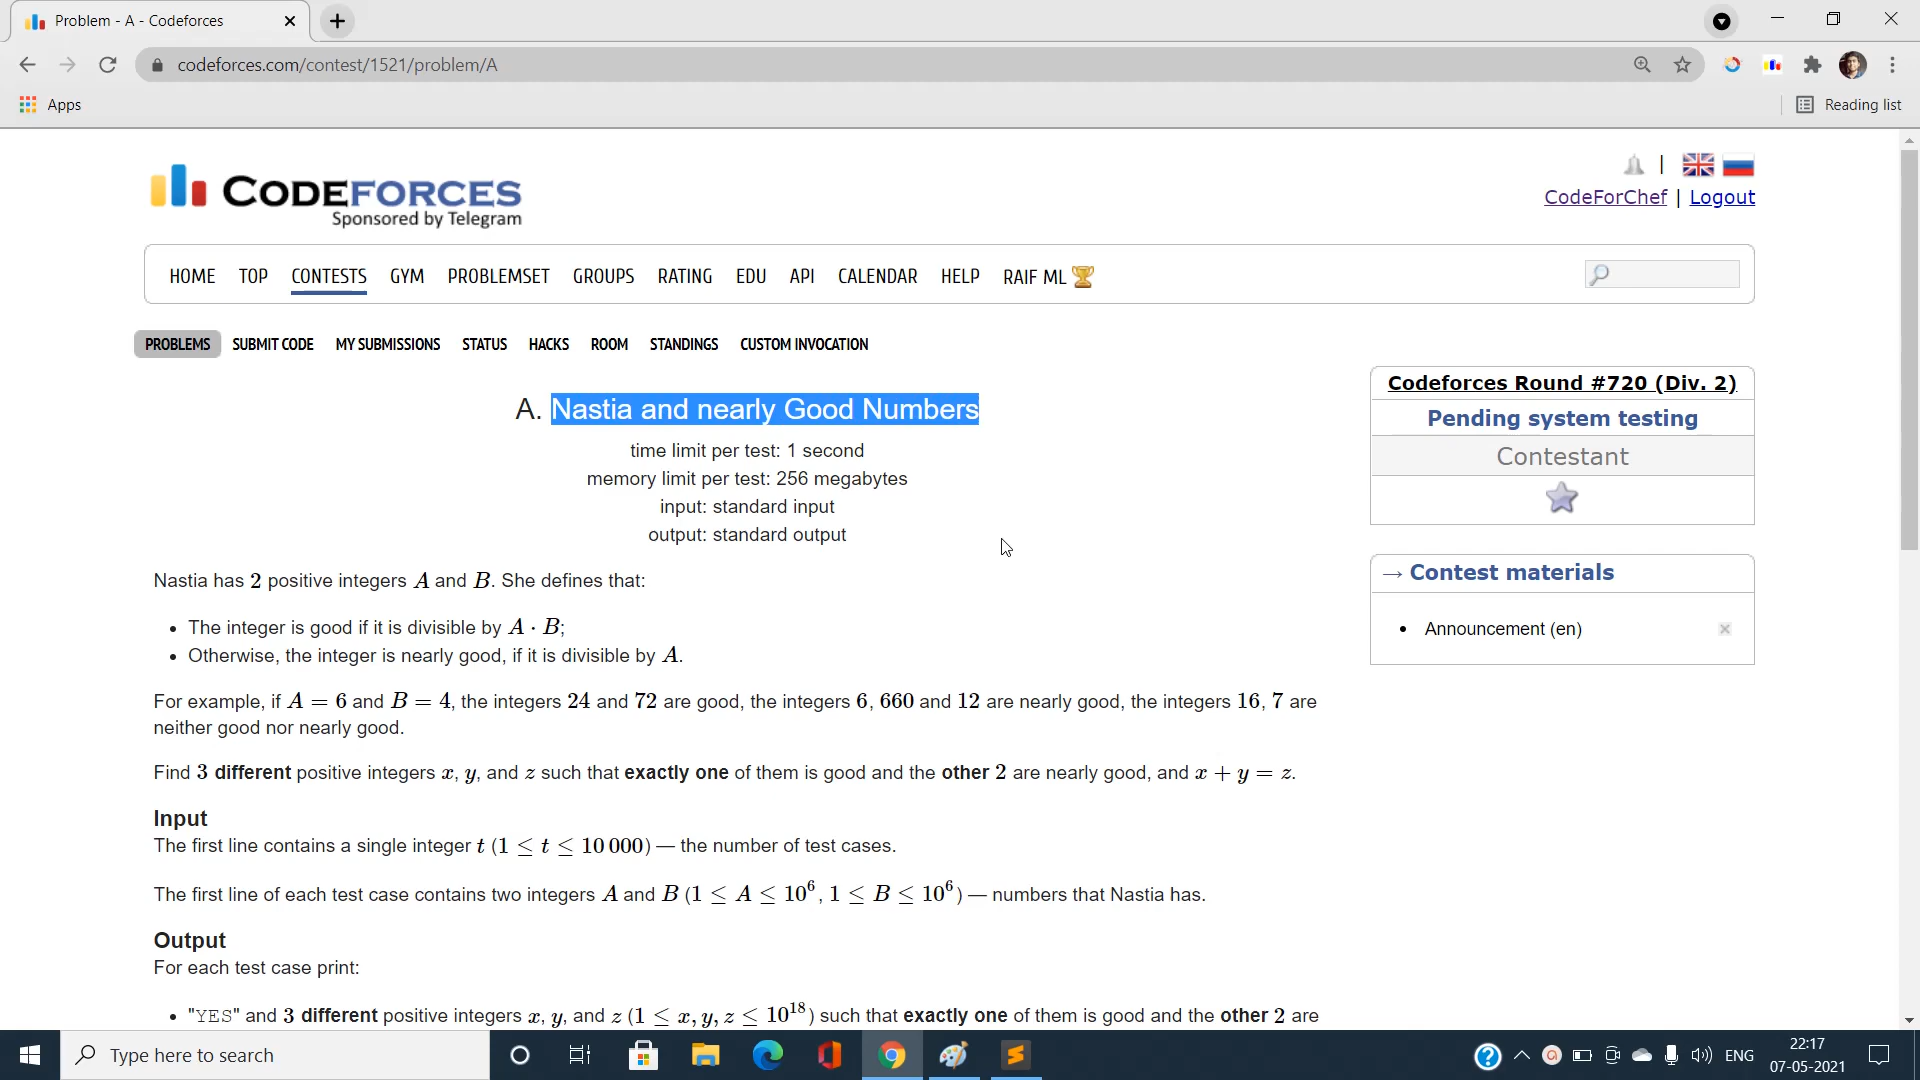 Problem - A - Codeforces
codeforces.com/contest/1521/problem/A
Apps
Reading list
CODEFORCES
Sponsored by Telegram
CodeForChef | Logout
HOME TOP CONTESTS GYM PROBLEMSET GROUPS RATING EDU API CALENDAR HELP RAIF ML
PROBLEMS SUBMIT CODE MY SUBMISSIONS STATUS HACKS ROOM STANDINGS CUSTOM INVOCATION
A. Nastia and nearly Good Numbers
time limit per test: 1 second
memory limit per test: 256 megabytes
input: standard input
output: standard output
Nastia has 2 positive integers A and B. She defines that:
• The integer is good if it is divisible by A · B;
• Otherwise, the integer is nearly good, if it is divisible by A.
For example, if A = 6 and B = 4, the integers 24 and 72 are good, the integers 6, 660 and 12 are nearly good, the integers 16, 7 are
neither good nor nearly good.
Find 3 different positive integers x, y, and z such that exactly one of them is good and the other 2 are nearly good, and x + y = z.
Input
The first line contains a single integer t (1 ≤ t ≤ 10 000) — the number of test cases.
The first line of each test case contains two integers A and B (1 ≤ A ≤ 10⁶, 1 ≤ B ≤ 10⁶) — numbers that Nastia has.
Output
For each test case print:
• "YES" and 3 different positive integers x, y, and z (1 ≤ x, y, z ≤ 10¹⁸) such that exactly one of them is good and the other 2 are
Codeforces Round #720 (Div. 2)
Pending system testing
Contestant
→ Contest materials
• Announcement (en)
Type here to search
ENG
22:17
07-05-2021